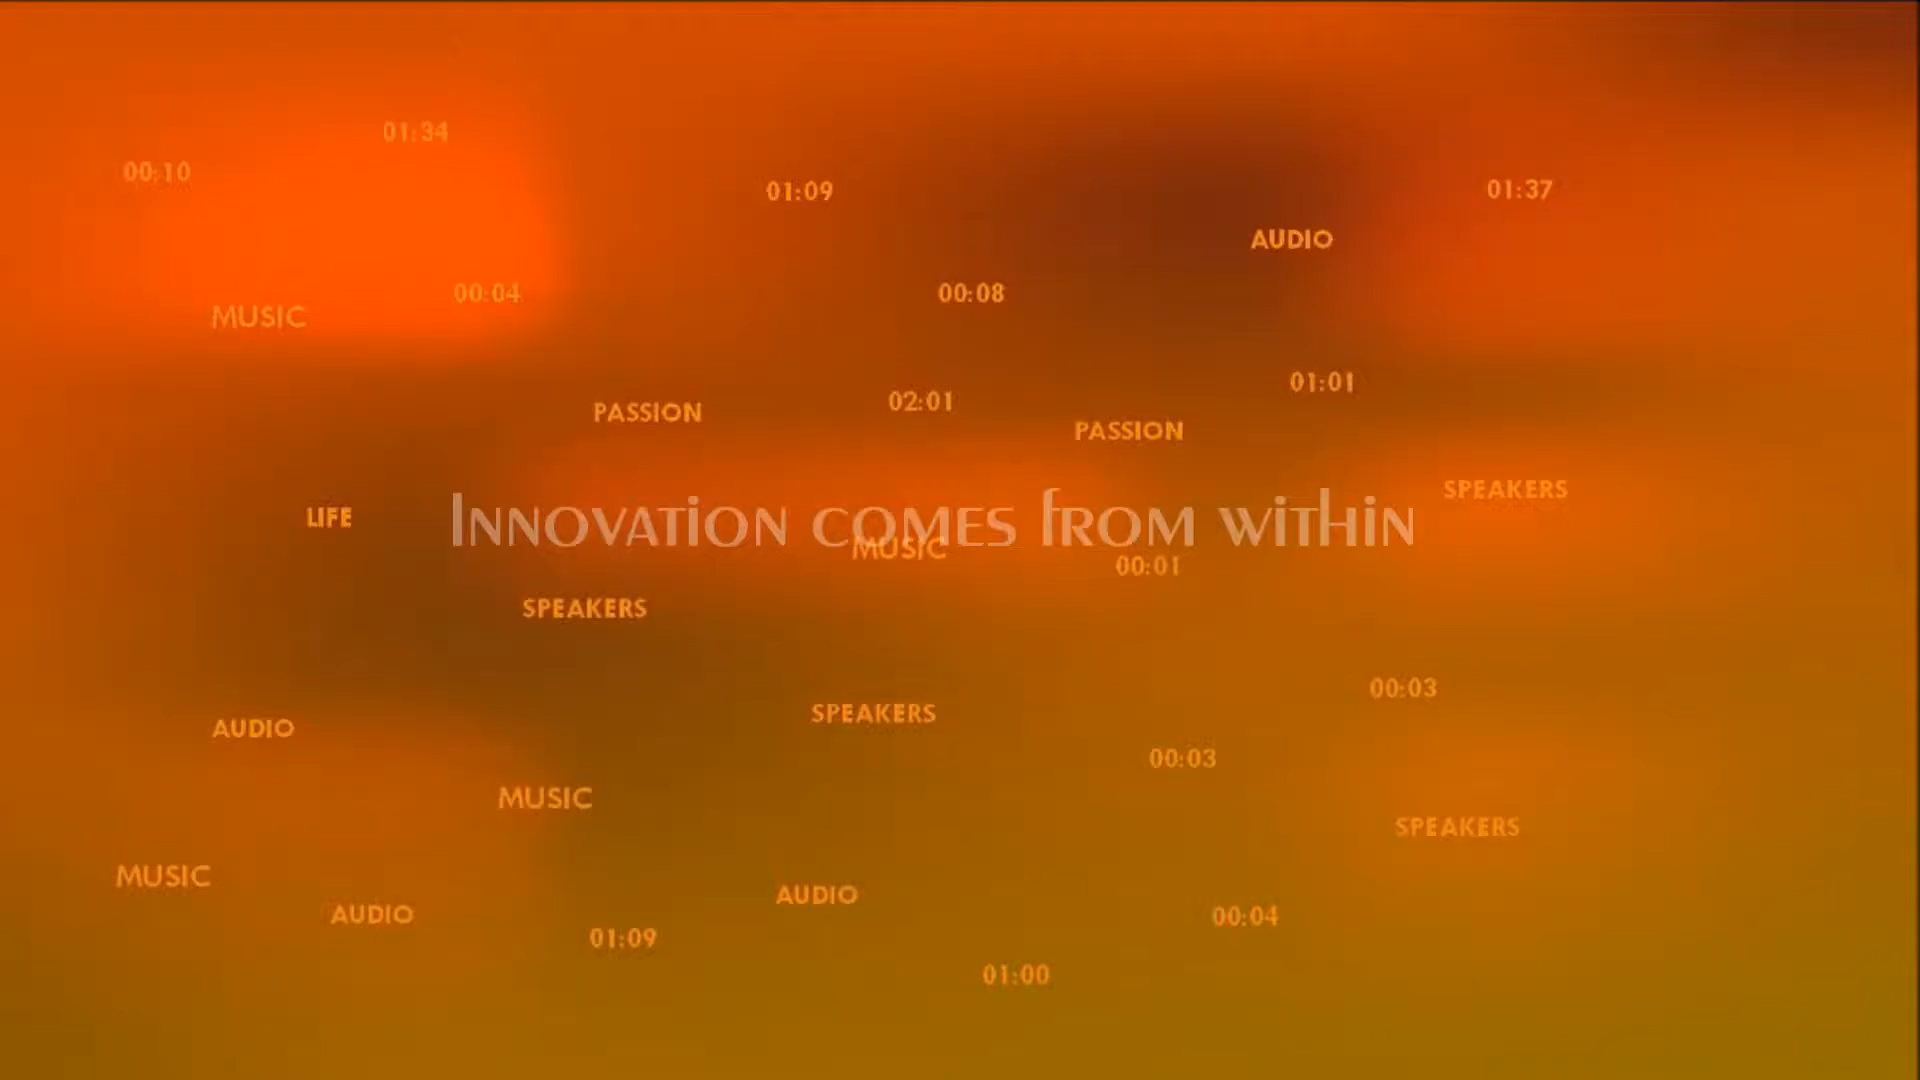 01:34
00:10
01:09
01:37
AUDIO
00:04
00:08
MUSIC
01:01
02:01
PASSION
PASSION
SPEAKERS
LIFE
Innovation comes from within
MUSIC
00:01
SPEAKERS
00:03
SPEAKERS
AUDIO
00:03
MUSIC
SPEAKERS
MUSIC
AUDIO
AUDIO
00:04
01:09
01:00